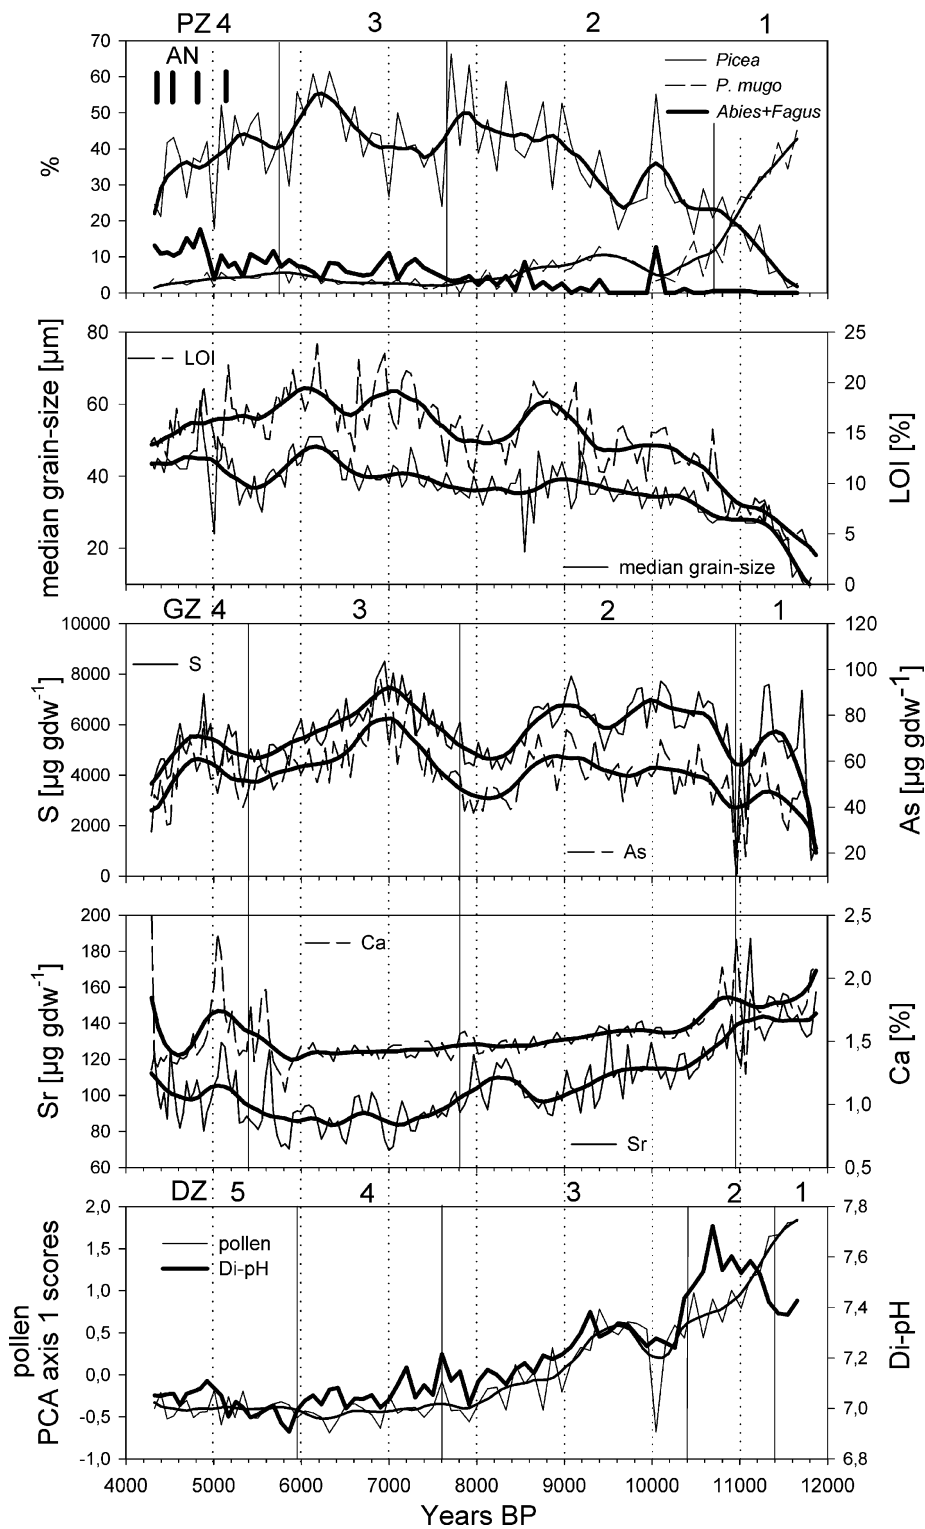 PZ 4 3 2 1
70
60
50
40
30
20
10
0
%
AN
Picea
P. mugo
Abies+Fagus
80
60
40
20
median grain-size [µm]
LOI
median grain-size
25
20
15
10
5
0
LOI [%]
GZ 4 3 2 1
10000
8000
6000
4000
2000
0
S [µg gdw-1]
S
As
120
100
80
60
40
20
As [µg gdw-1]
200
180
160
140
120
100
80
60
Sr [µg gdw-1]
Ca
Sr
2,5
2,0
1,5
1,0
0,5
Ca [%]
DZ 5 4 3 2 1
2,0
1,5
1,0
0,5
0,0
-0,5
-1,0
pollen
PCA axis 1 scores
pollen
Di-pH
7,8
7,6
7,4
7,2
7,0
6,8
Di-pH
4000 5000 6000 7000 8000 9000 10000 11000 12000
Years BP